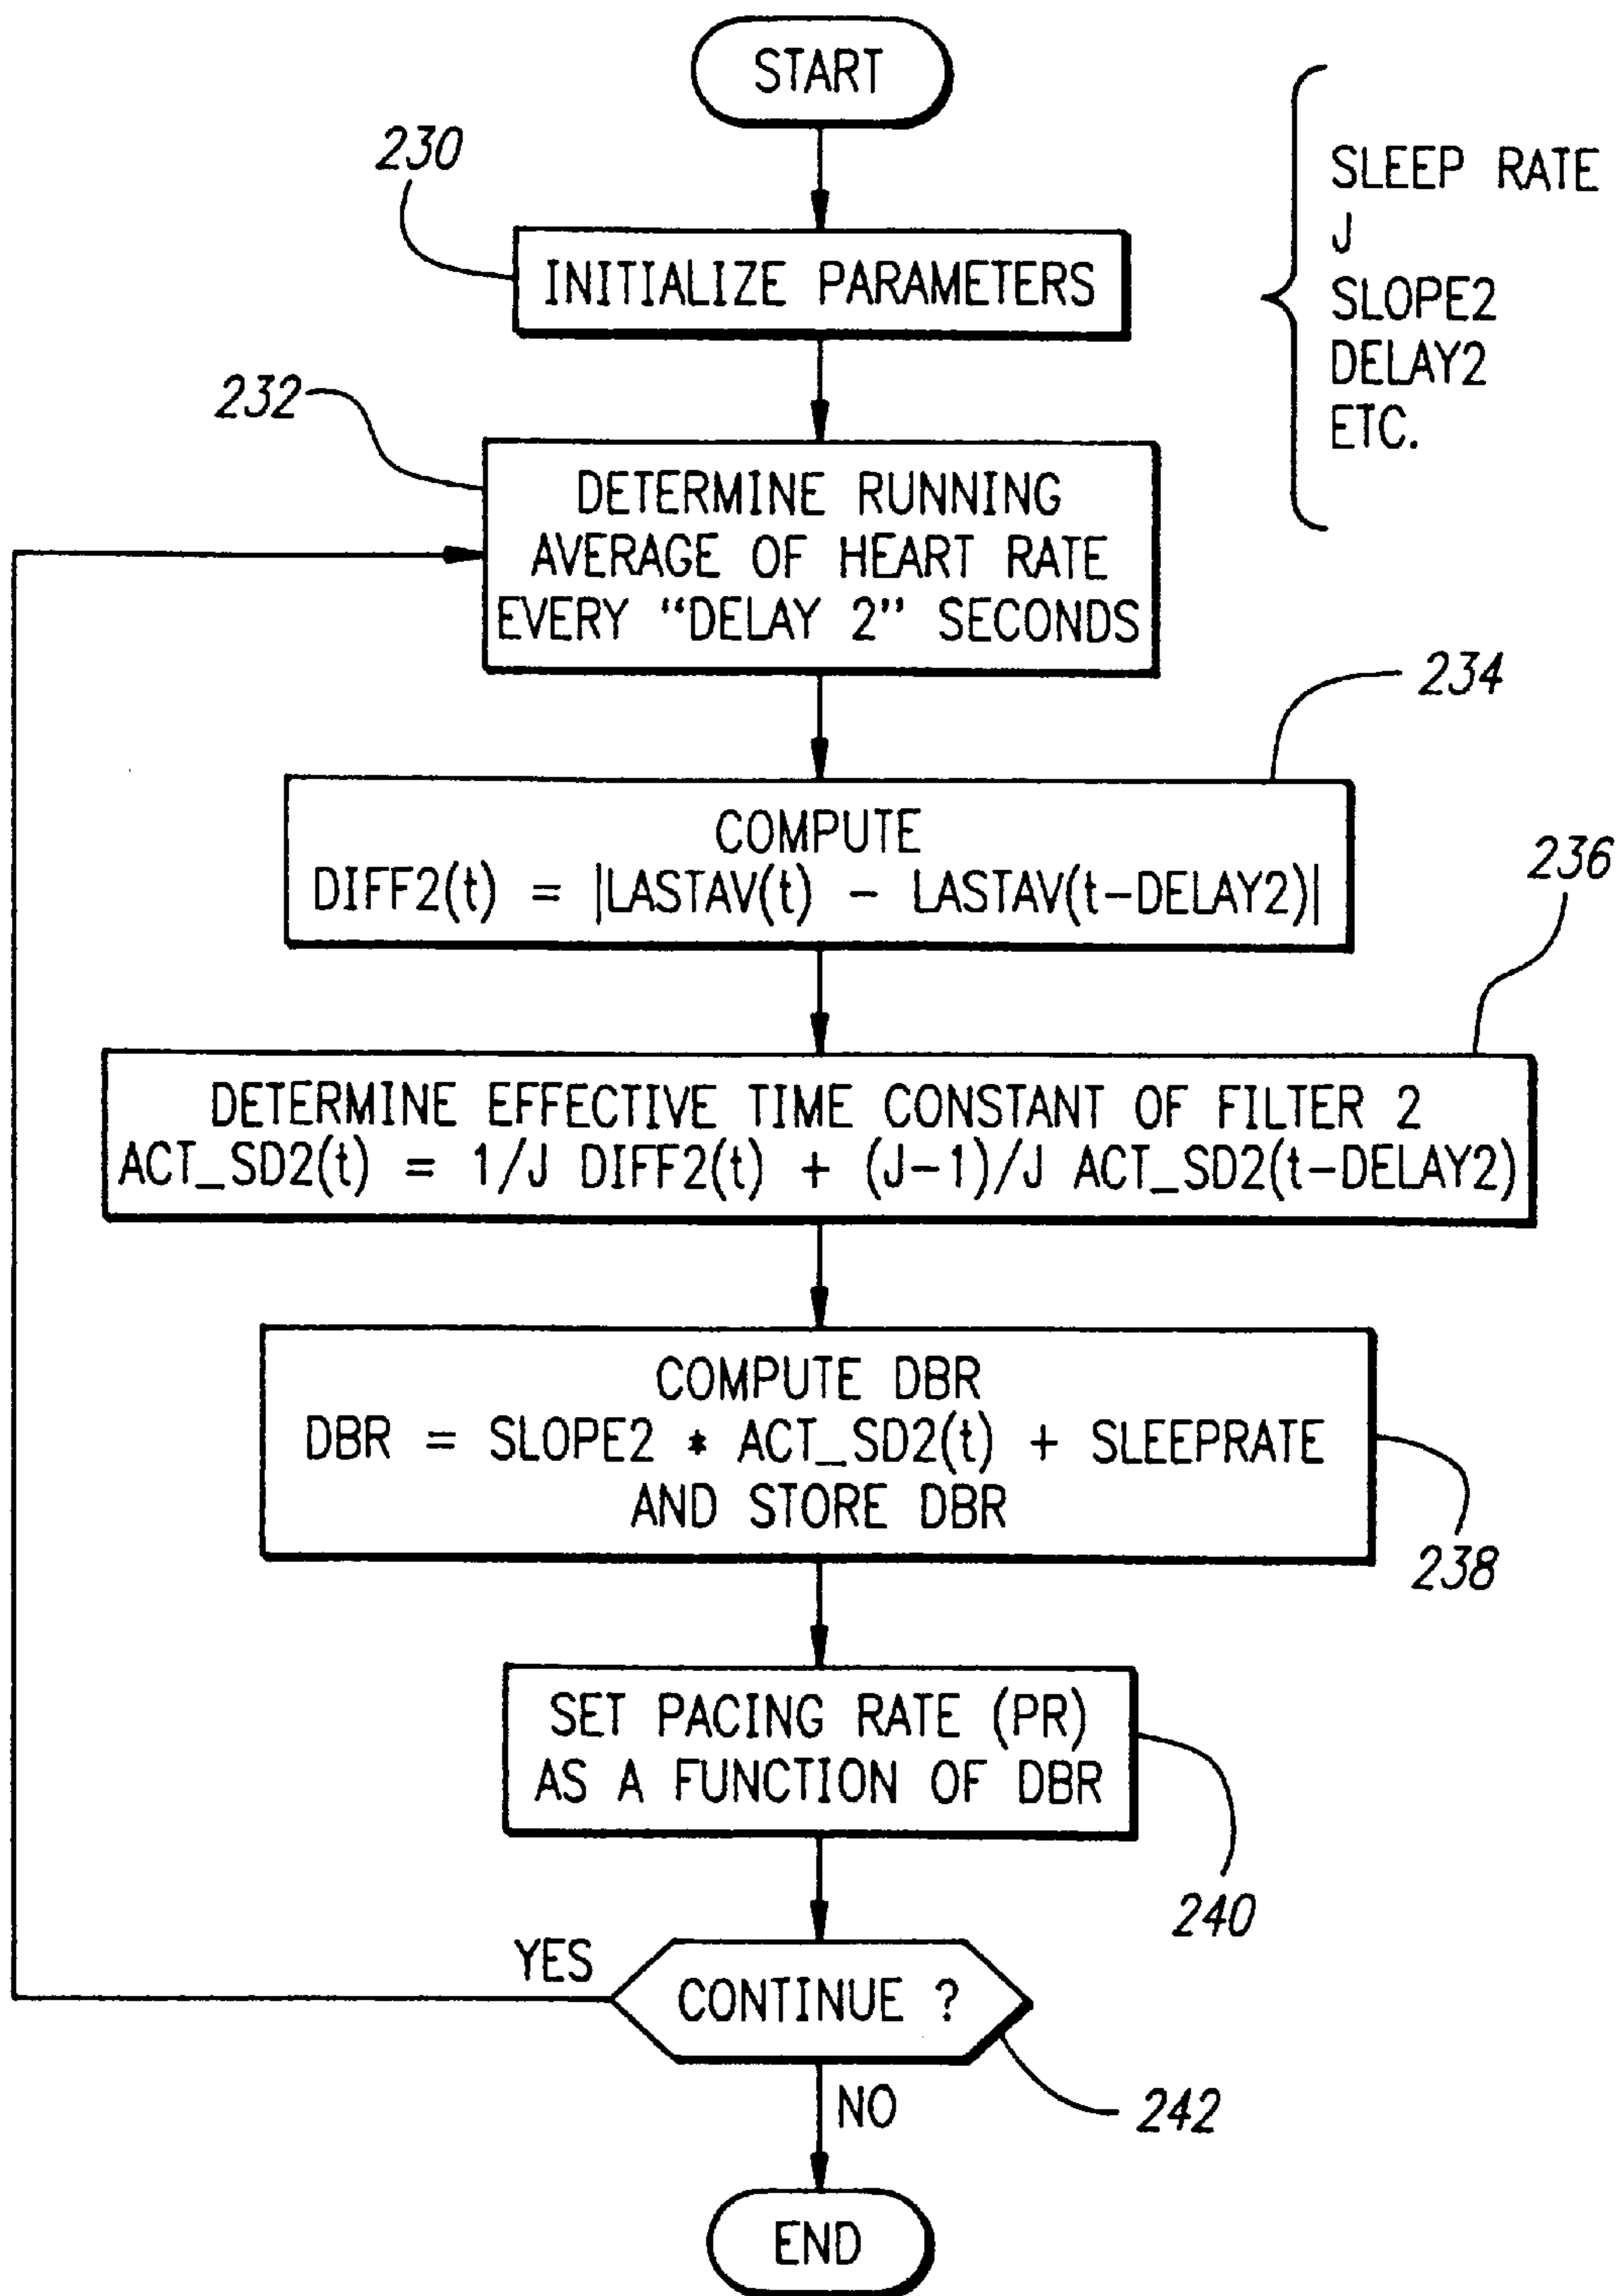 START
230
INITIALIZE PARAMETERS
SLEEP RATE
J
SLOPE2
DELAY2
ETC.
232
DETERMINE RUNNING
AVERAGE OF HEART RATE
EVERY "DELAY 2" SECONDS
234
COMPUTE
DIFF2(t) = |LASTAV(t) - LASTAV(t-DELAY2)|
236
DETERMINE EFFECTIVE TIME CONSTANT OF FILTER 2
ACT_SD2(t) = 1/J DIFF2(t) + (J-1)/J ACT_SD2(t-DELAY2)
COMPUTE DBR
DBR = SLOPE2 * ACT_SD2(t) + SLEEPRATE
AND STORE DBR
238
SET PACING RATE (PR)
AS A FUNCTION OF DBR
240
YES
CONTINUE ?
242
NO
END